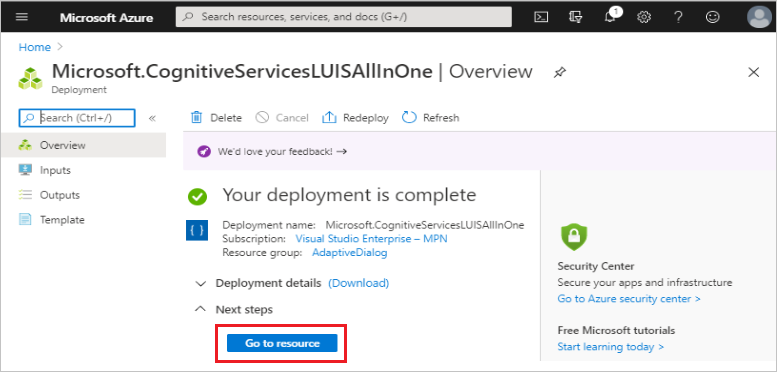 Microsoft Azure
Search resources, services, and docs (G+/)
1
Home >
Microsoft.CognitiveServicesLUISAllInOne | Overview
Deployment
Search (Ctrl+/)
«
Delete
Cancel
Redeploy
Refresh
Overview
Inputs
Outputs
Template
We'd love your feedback! →
Your deployment is complete
Deployment name: Microsoft.CognitiveServicesLUISAllInOne
Subscription: Visual Studio Enterprise – MPN
Resource group: AdaptiveDialog
Deployment details (Download)
Next steps
Go to resource
Security Center
Secure your apps and infrastructure
Go to Azure security center >
Free Microsoft tutorials
Start learning today >